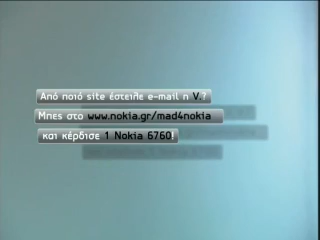 Από ποιό site έστειλε e-mail η V.?
Μπες στο www.nokia.gr/mad4nokia
και κέρδισε 1 Nokia 6760!